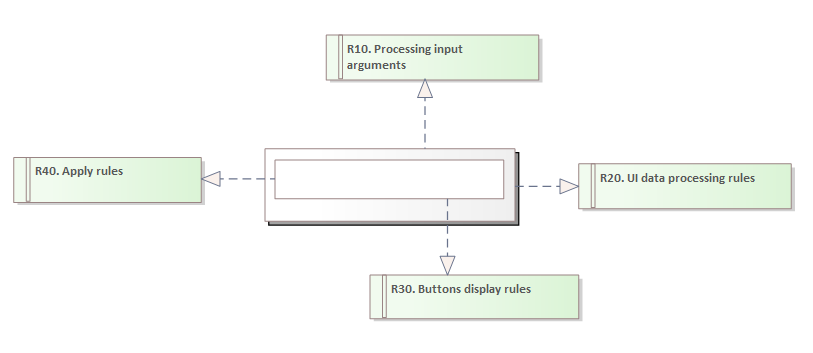 R10. Processing input
arguments
R40. Apply rules
R20. UI data processing rules
R30. Buttons display rules